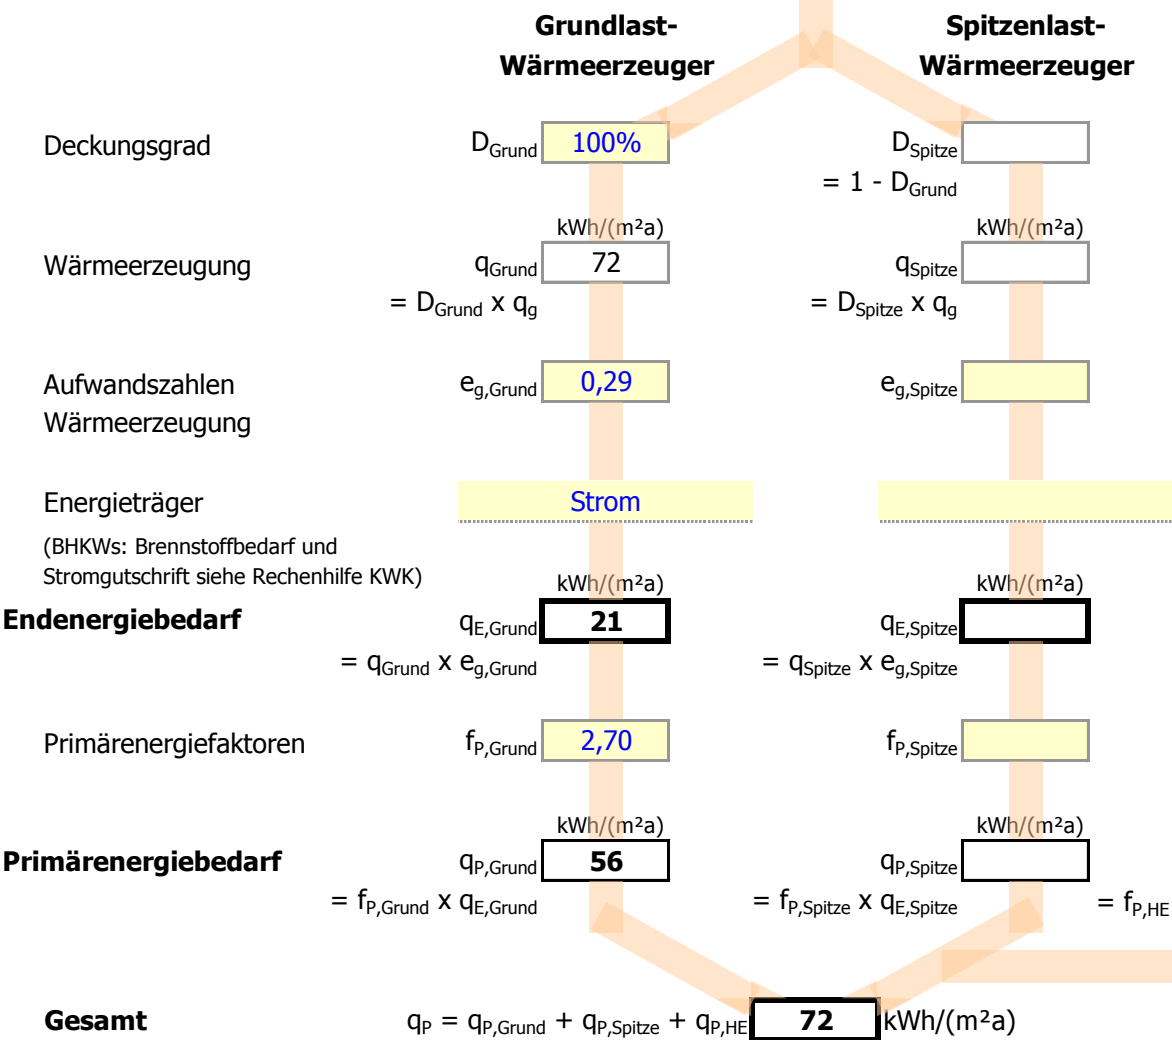 Grundlast- Spitzenlast-
Wärmeerzeuger Wärmeerzeuger
Deckungsgrad DGrund 100% DSpitze
= 1 - DGrund
kWh/(m²a) kWh/(m²a)
Wärmeerzeugung qGrund 72 qSpitze
= DGrund x qg = DSpitze x qg
Aufwandszahlen eg,Grund 0,29 eg,Spitze
Wärmeerzeugung
Energieträger Strom
(BHKWs: Brennstoffbedarf und
Stromgutschrift siehe Rechenhilfe KWK) kWh/(m²a) kWh/(m²a)
Endenergiebedarf qE,Grund 21 qE,Spitze
= qGrund x eg,Grund = qSpitze x eg,Spitze
Primärenergiefaktoren fP,Grund 2,70 fP,Spitze
kWh/(m²a) kWh/(m²a)
Primärenergiebedarf qP,Grund 56 qP,Spitze
= fP,Grund x qE,Grund = fP,Spitze x qE,Spitze = fP,HE
Gesamt qP = qP,Grund + qP,Spitze + qP,HE 72 kWh/(m²a)